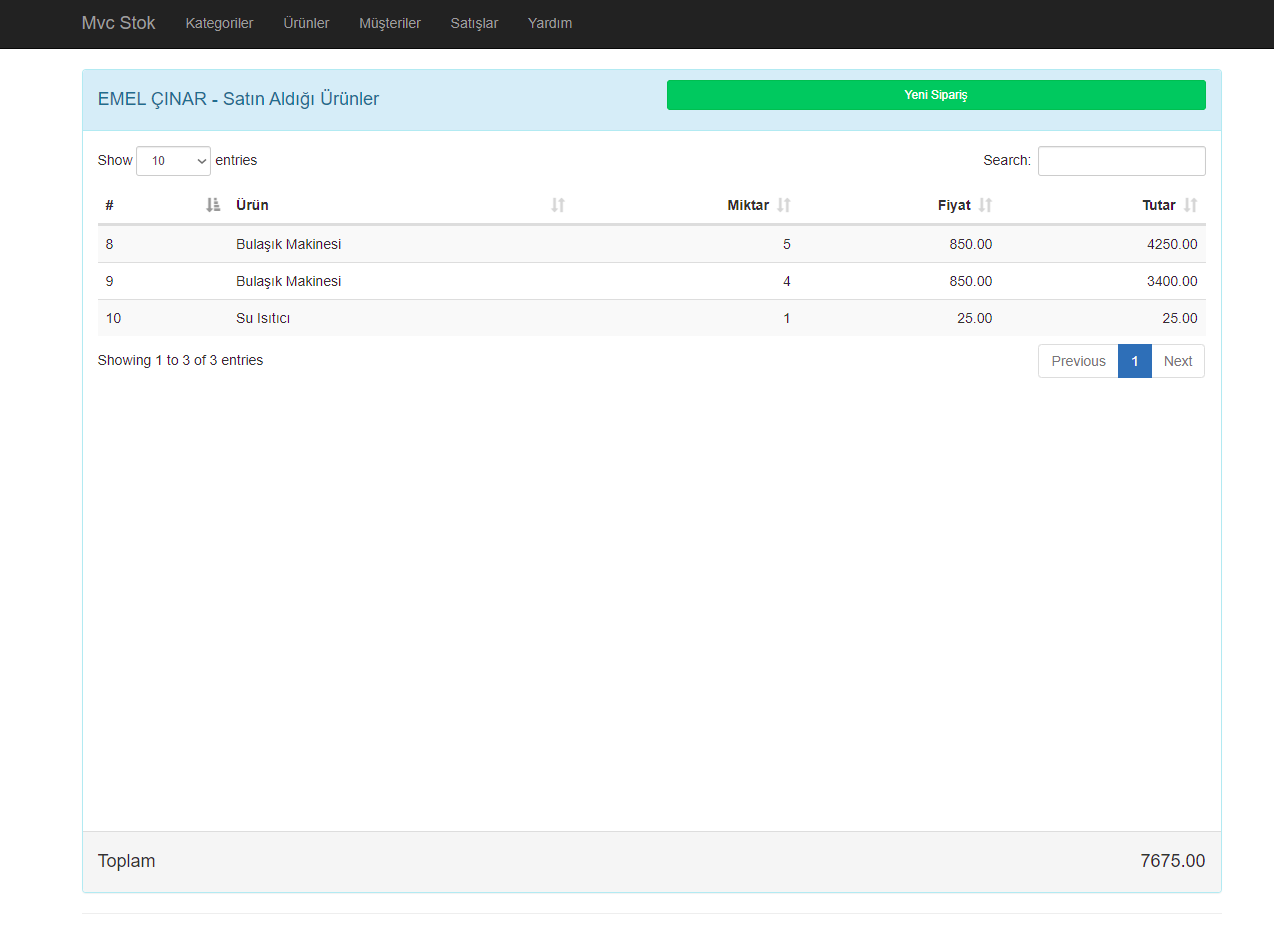 Mvc Stok Kategoriler Ürünler Müşteriler Satışlar Yardım
EMEL ÇINAR - Satın Aldığı Ürünler Yeni Sipariş
Show 10 entries Search:
# Ürün Miktar Fiyat Tutar
8 Bulaşık Makinesi 5 850.00 4250.00
9 Bulaşık Makinesi 4 850.00 3400.00
10 Su Isıtıcı 1 25.00 25.00
Showing 1 to 3 of 3 entries Previous 1 Next
Toplam 7675.00